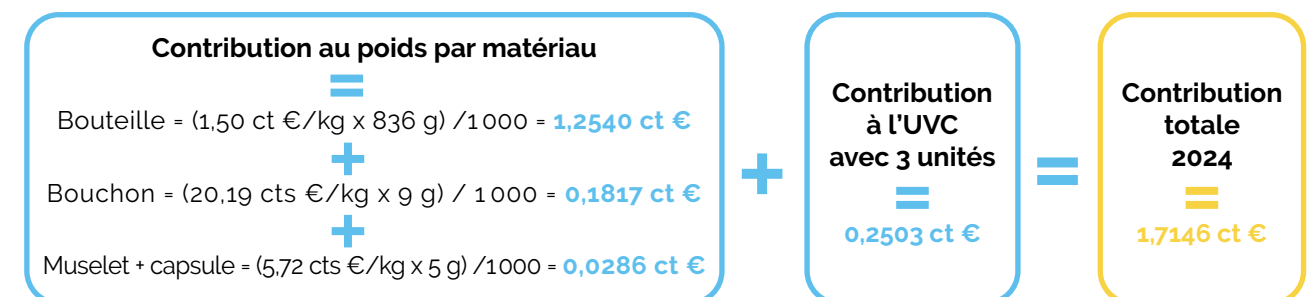 Contribution au poids par matériau
=
Bouteille = (1,50 ct €/kg x 836 g) /1 000 = 1,2540 ct €
+
Bouchon = (20,19 cts €/kg x 9 g) / 1 000 = 0,1817 ct €
+
Muselet + capsule = (5,72 cts €/kg x 5 g) /1000 = 0,0286 ct €
+
Contribution
à l'UVC
avec 3 unités
=
0,2503 ct €
=
Contribution
totale
2024
=
1,7146 ct €